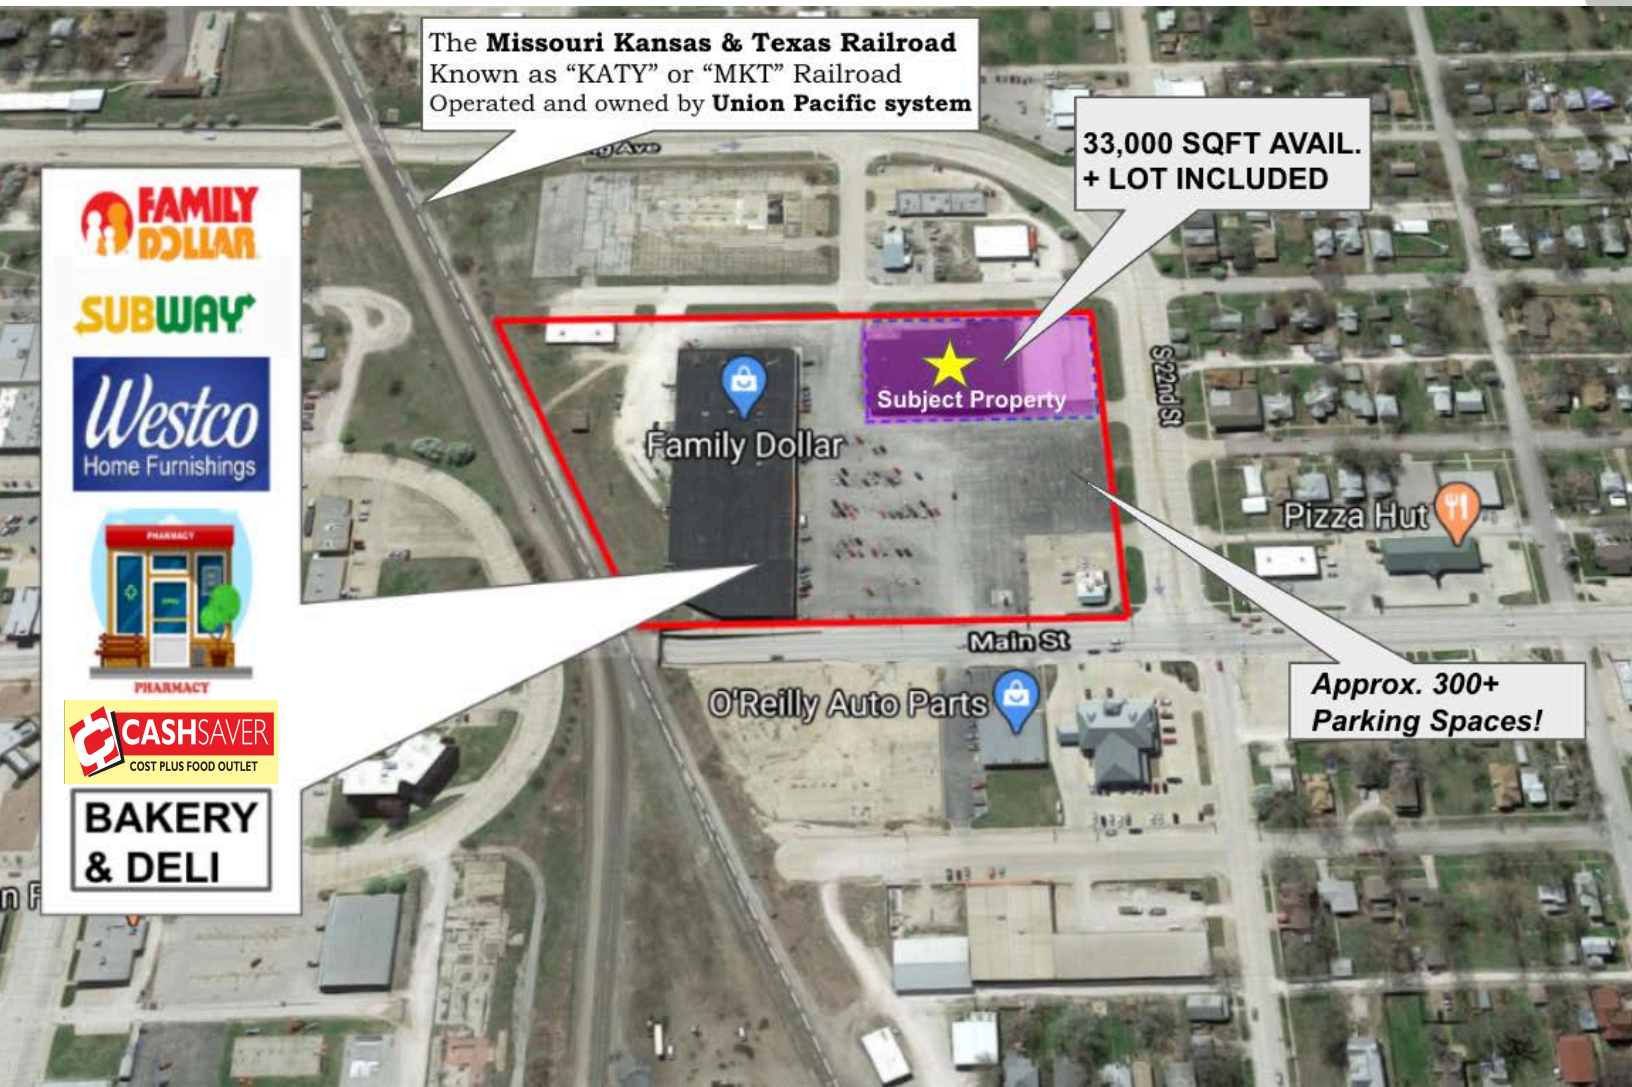 The Missouri Kansas & Texas Railroad
Known as “KATY” or “MKT” Railroad
Operated and owned by Union Pacific system
Ave
33,000 SQFT AVAIL.
+ LOT INCLUDED
FAMILY
DOLLAR
SUBWAY
Westco
Home Furnishings
PHARMACY
OPEN
PHARMACY
CASHSAVER
COST PLUS FOOD OUTLET
BAKERY
& DELI
Subject Property
Family Dollar
S 22nd St
Pizza Hut
Main St
O'Reilly Auto Parts
Approx. 300+
Parking Spaces!